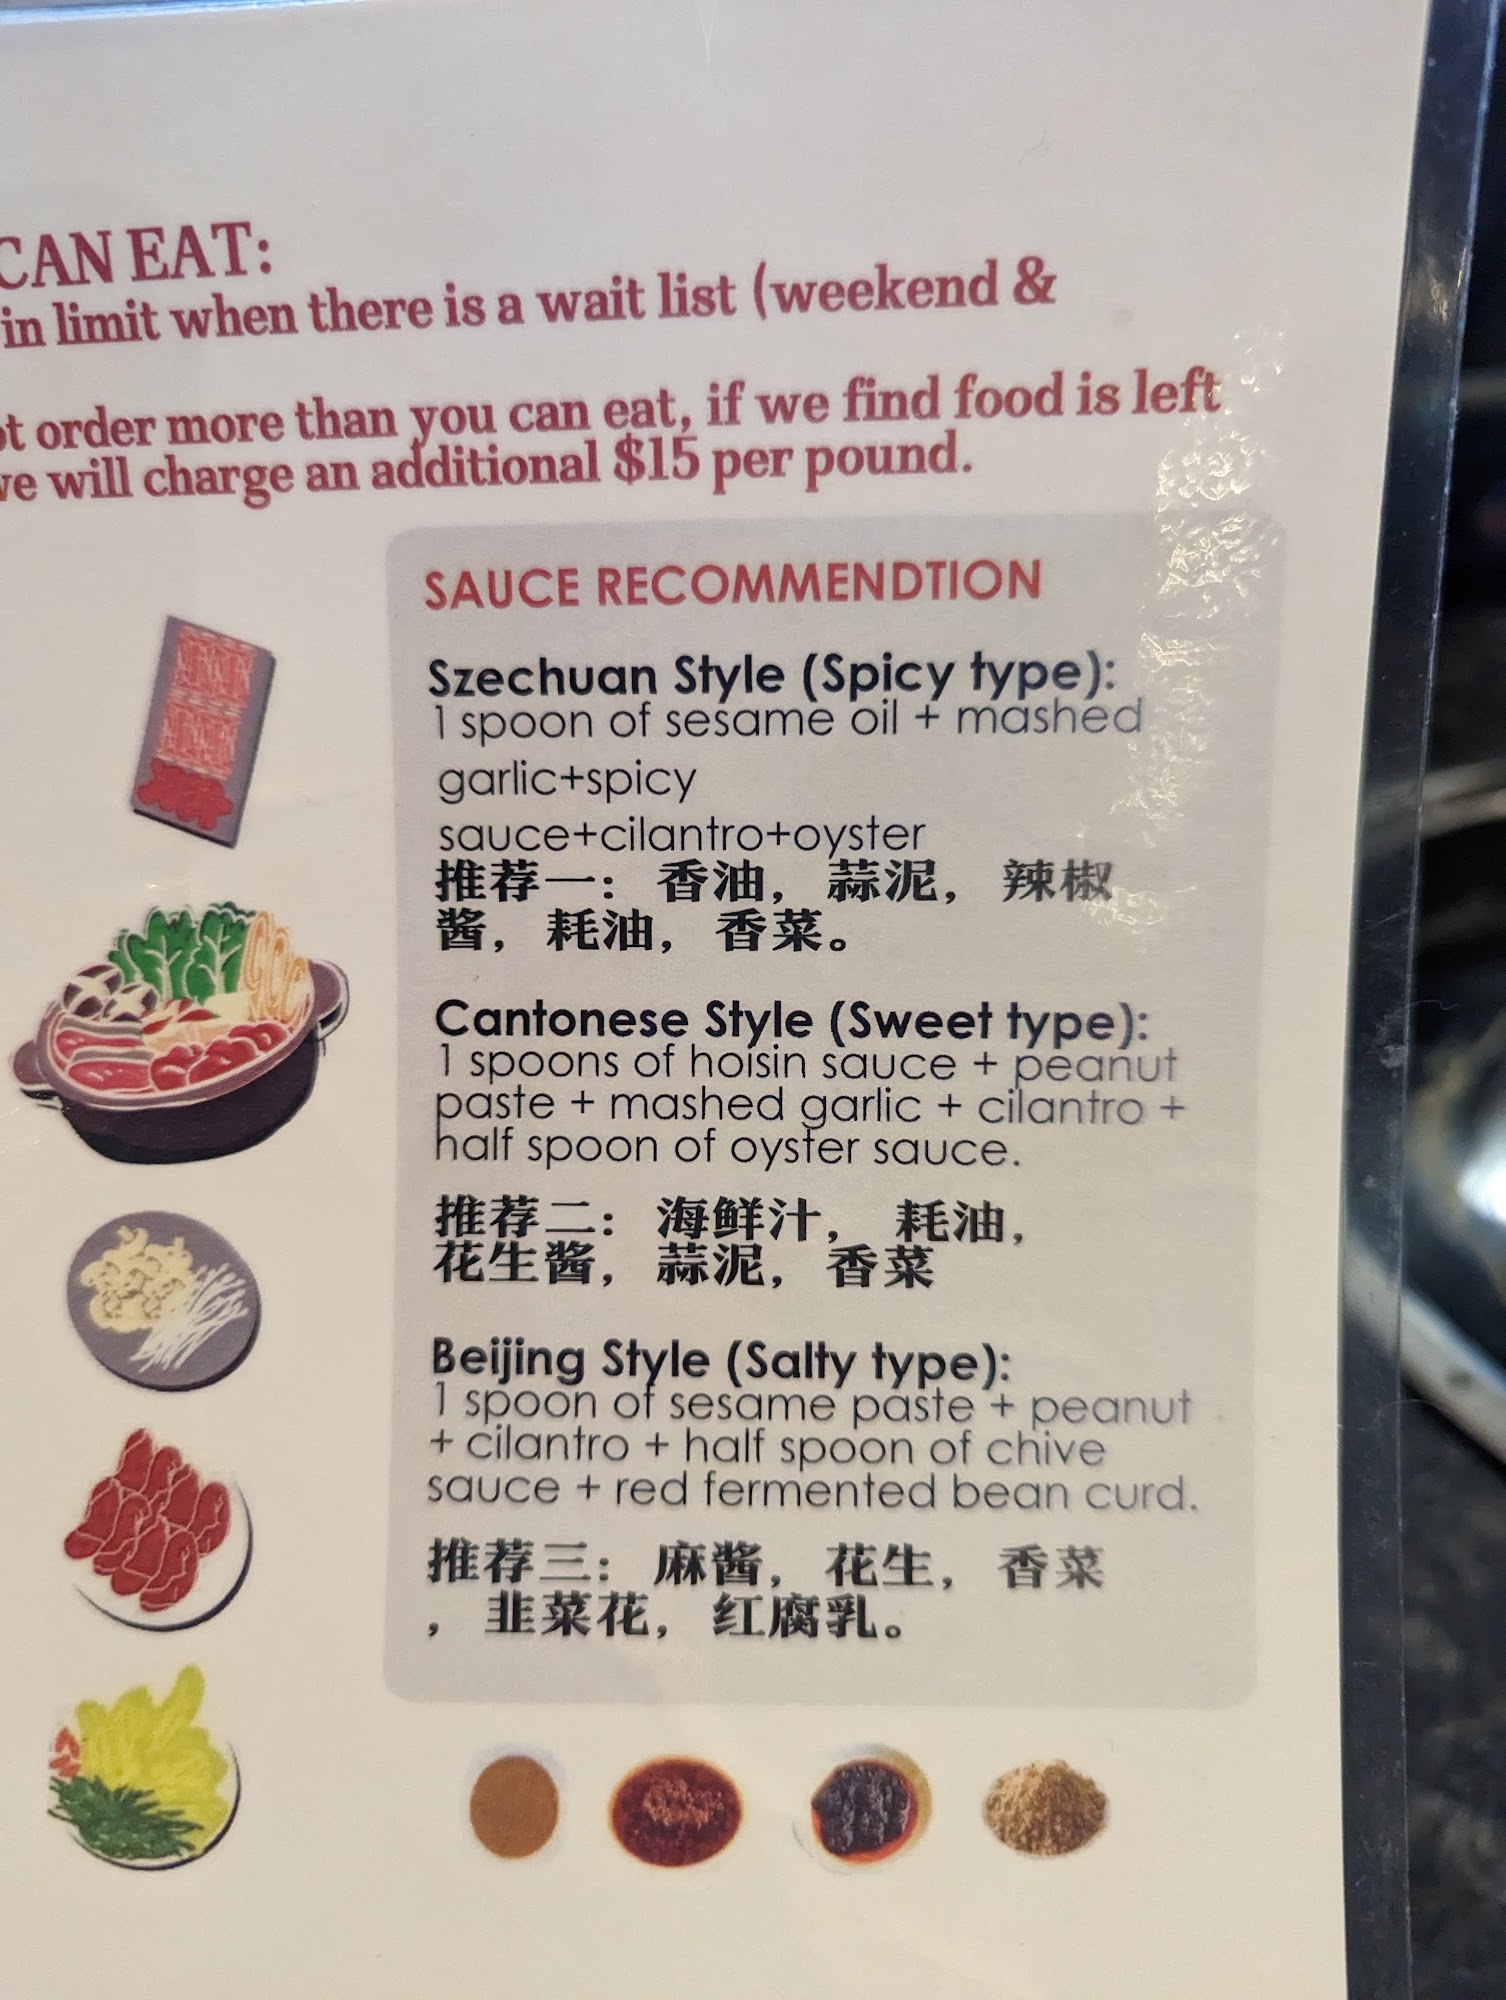 CAN EAT:
in limit when there is a wait list (weekend &
order more than you can eat, if we find food is left
we will charge an additional $15 per pound.
SAUCE RECOMMENDTION
Szechuan Style (Spicy type):
1 spoon of sesame oil + mashed
garlic+spicy
sauce+cilantro+oyster
推荐一： 香油， 蒜泥， 辣椒
酱， 耗油， 香菜。
Cantonese Style (Sweet type):
1 spoons of hoisin sauce + peanut
paste + mashed garlic + cilantro +
half spoon of oyster sauce.
推荐二： 海鲜汁， 耗油，
花生酱， 蒜泥， 香菜
Beijing Style (Salty type):
1 spoon of sesame paste + peanut
+ cilantro + half spoon of chive
sauce + red fermented bean curd.
推荐三： 麻酱， 花生， 香菜
， 韭菜花， 红腐乳。